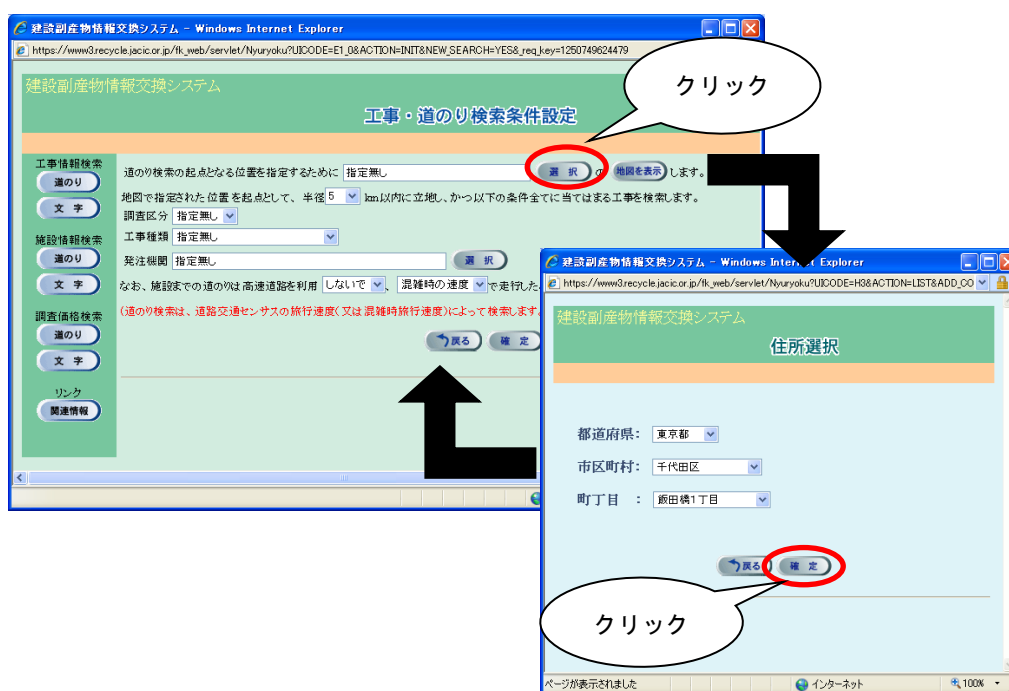 建設副産物情報交換システム - Windows Internet Explorer
https://www3.recycle.jacic.or.jp/fk_web/servlet/Nyuryoku?UICODE=E1_0&ACTION=INIT&NEW_SEARCH=YES&_req_key=1250749624479
建設副産物情報交換システム
工事・道のり検索条件設定
クリック
工事情報検索
道のり
文 字
施設情報検索
道のり
文 字
調査価格検索
道のり
文 字
リンク
関連情報
道のり検索の起点となる位置を指定するために 指定無し 選 択 の 地図を表示 します。
地図で指定された位置を起点として、半径 5 km以内に立地し、かつ以下の条件全てに当てはまる工事を検索します。
調査区分 指定無し
工事種類 指定無し
発注機関 指定無し 選 択
なお、施設までの道のりは高速道路を利用 しないで 、 混雑時の速度 で走行した
(道のり検索は、道路交通センサスの旅行速度(又は混雑時旅行速度)によって検索します。
戻る 確 定
建設副産物情報交換システム - Windows Internet Explorer
https://www3.recycle.jacic.or.jp/fk_web/servlet/Nyuryoku?UICODE=H3&ACTION=LIST&ADD_CO
建設副産物情報交換システム
住所選択
都道府県: 東京都
市区町村: 千代田区
町丁目 : 飯田橋1丁目
戻る 確 定
クリック
ページが表示されました インターネット 100%